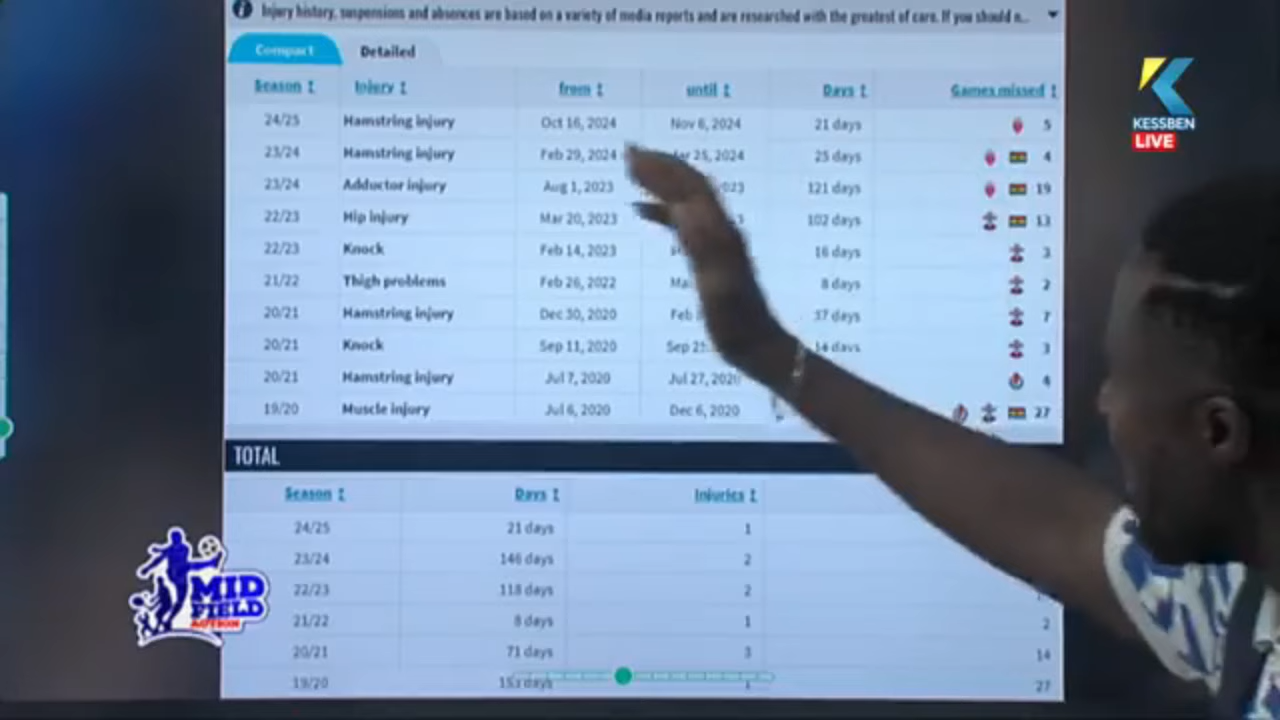 Injury history, suspensions and absences are based on a variety of media reports and are researched with the greatest of care. If you should n...
Compact Detailed
Season Injury from until Days Games missed
24/25 Hamstring injury Oct 16, 2024 Nov 6, 2024 21 days 5
23/24 Hamstring injury Feb 29, 2024 25, 2024 25 days 4
23/24 Adductor injury Aug 1, 2023 121 days 19
22/23 Hip injury Mar 20, 2023 102 days 13
22/23 Knock Feb 14, 2023 16 days 3
21/22 Thigh problems Feb 26, 2022 8 days 2
20/21 Hamstring injury Dec 30, 2020 Feb 37 days 7
20/21 Knock Sep 11, 2020 Sep 14 days 3
20/21 Hamstring injury Jul 7, 2020 Jul 27, 2020 4
19/20 Muscle injury Jul 6, 2020 Dec 6, 2020 27
TOTAL
Season Days Injuries
24/25 21 days 1
23/24 146 days 2
22/23 118 days 2
21/22 8 days 1 2
20/21 71 days 3 14
19/20 days 1 27
KESSBEN
LIVE
MID
FIELD
ACTION